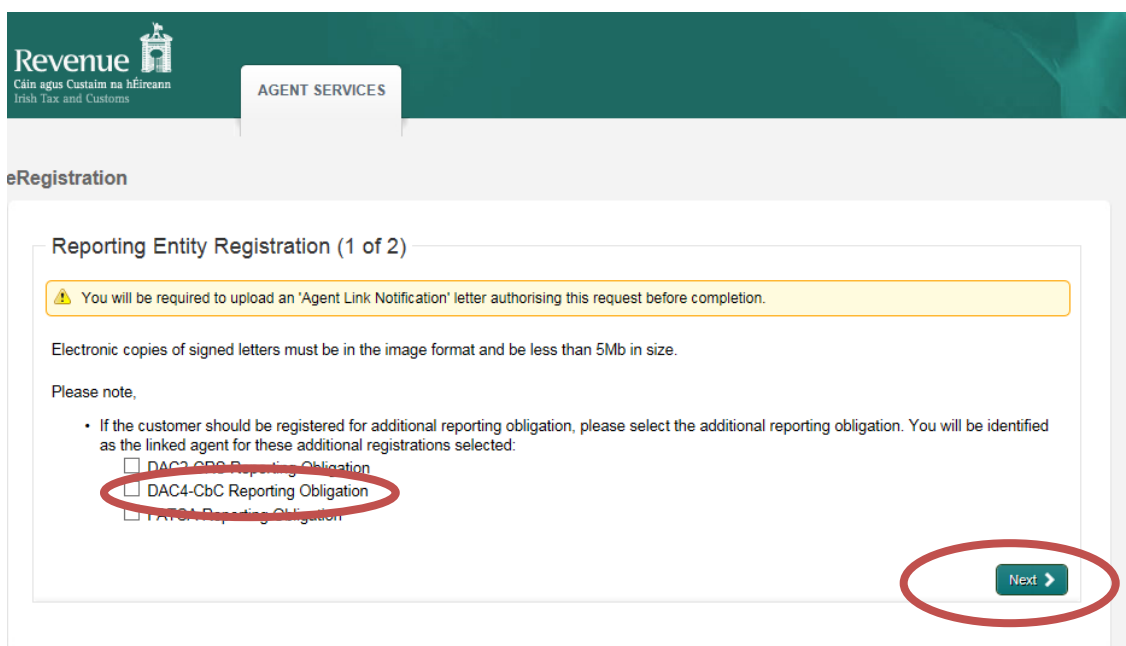 Revenue
Cáin agus Custaim na hÉireann
Irish Tax and Customs
AGENT SERVICES
eRegistration
Reporting Entity Registration (1 of 2)
You will be required to upload an 'Agent Link Notification' letter authorising this request before completion.
Electronic copies of signed letters must be in the image format and be less than 5Mb in size.
Please note,
• If the customer should be registered for additional reporting obligation, please select the additional reporting obligation. You will be identified
as the linked agent for these additional registrations selected:
DAC2-CRS Reporting Obligation
DAC4-CbC Reporting Obligation
FATCA Reporting Obligation
Next